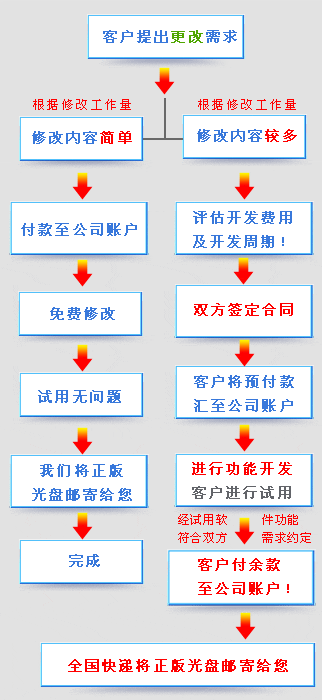 客户提出更改需求
根据修改工作量
根据修改工作量
修改内容简单
修改内容较多
付款至公司账户
评估开发费用
及开发周期！
免费修改
双方签定合同
试用无问题
客户将预付款
汇至公司账户
我们将正版
光盘邮寄给您
进行功能开发
客户进行试用
经试用软 件功能
符合双方 需求约定
完成
客户付余款
至公司账户！
全国快递将正版光盘邮寄给您